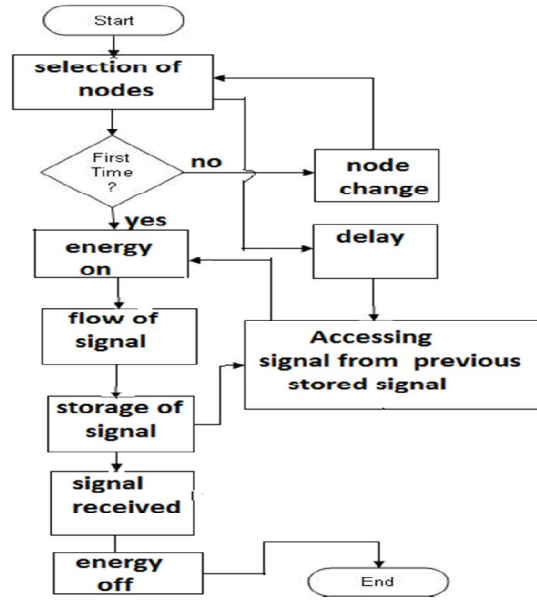 Start
selection of
nodes
First
Time
?
no
node
change
yes
energy
on
delay
flow of
signal
Accessing
signal from previous
stored signal
storage of
signal
signal
received
energy
off
End